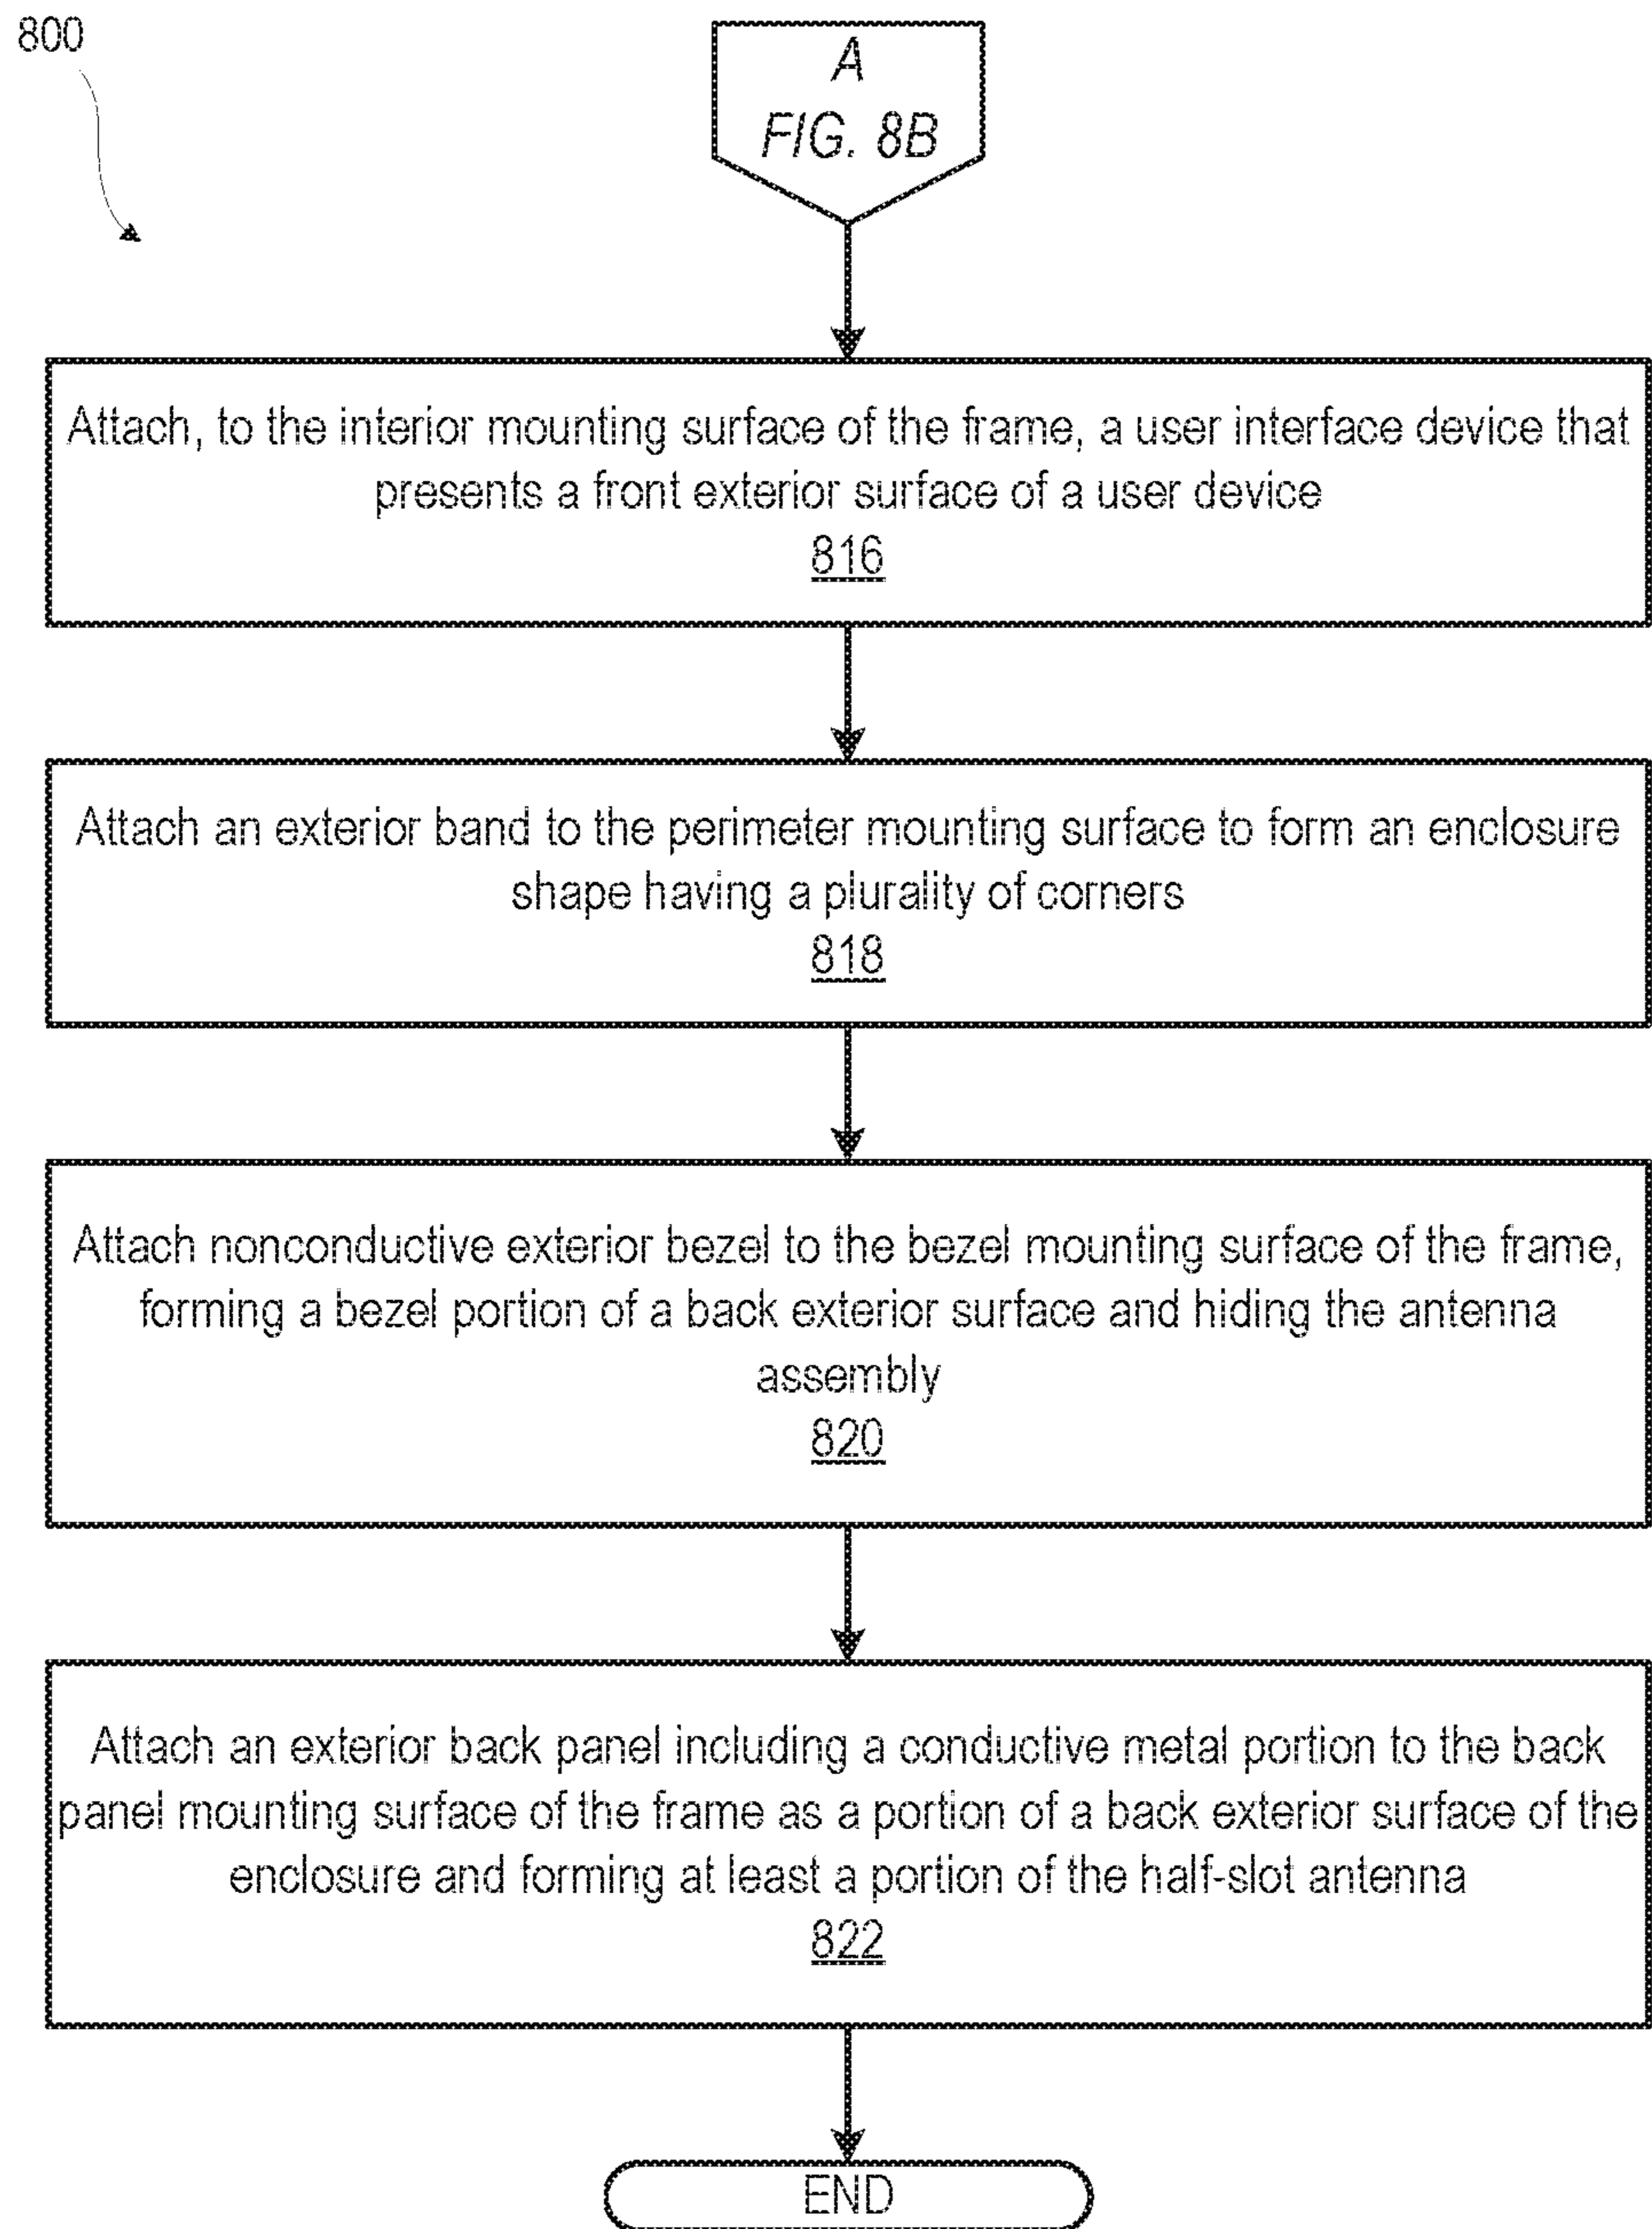 800
A
FIG. 8B
Attach, to the interior mounting surface of the frame, a user interface device that
presents a front exterior surface of a user device
816
Attach an exterior band to the perimeter mounting surface to form an enclosure
shape having a plurality of corners
818
Attach nonconductive exterior bezel to the bezel mounting surface of the frame,
forming a bezel portion of a back exterior surface and hiding the antenna
assembly
820
Attach an exterior back panel including a conductive metal portion to the back
panel mounting surface of the frame as a portion of a back exterior surface of the
enclosure and forming at least a portion of the half-slot antenna
822
END